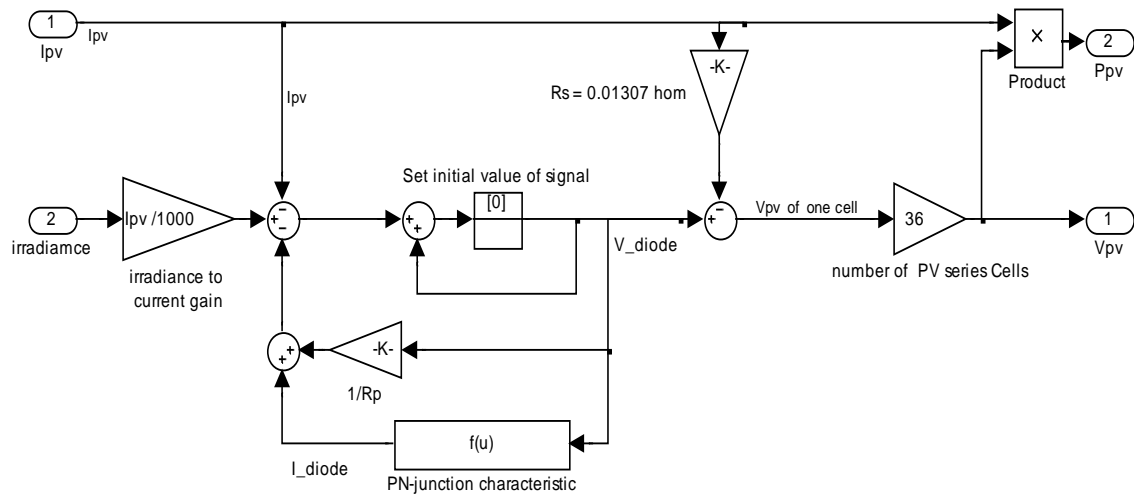 1
Ipv
Ipv
Ipv
-K-
Rs = 0.01307 hom
×
Product
2
Ppv
2
irradiamce
Ipv /1000
irradiance to
current gain
+
−
−
Set initial value of signal
+
+
[0]
V_diode
+
−
Vpv of one cell
36
number of PV series Cells
1
Vpv
+
+
-K-
1/Rp
I_diode
f(u)
PN-junction characteristic